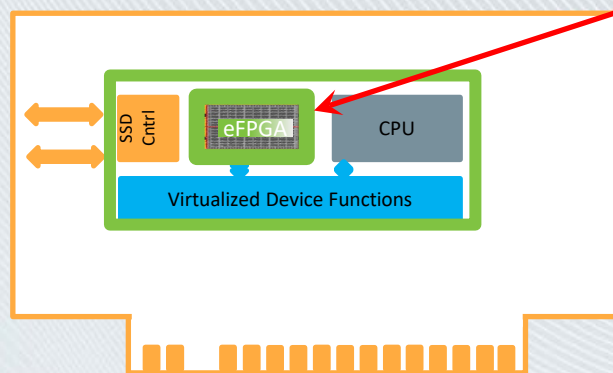 SSD
Cntrl
eFPGA
CPU
Virtualized Device Functions